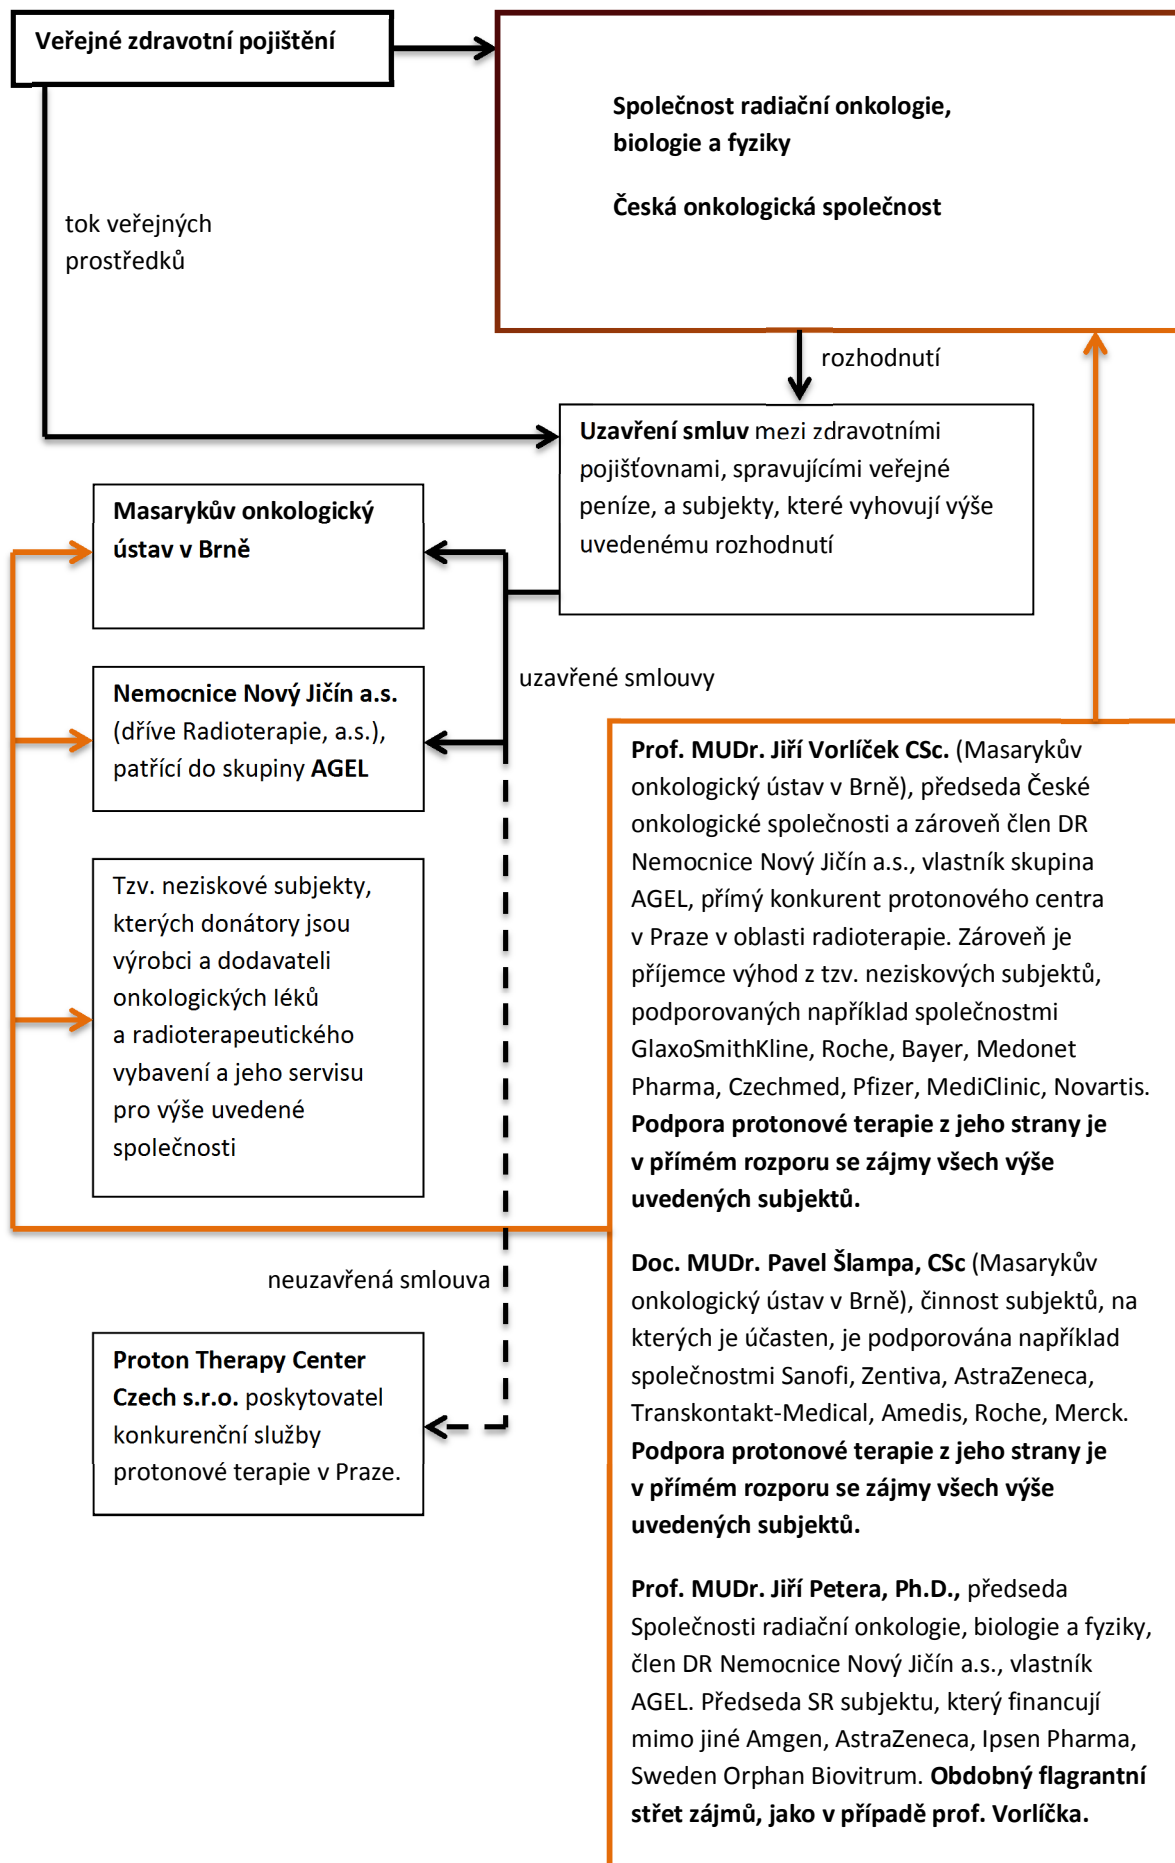 Veřejné zdravotní pojištění
Společnost radiační onkologie,
biologie a fyziky
Česká onkologická společnost
tok veřejných
prostředků
rozhodnutí
Uzavření smluv mezi zdravotními
pojišťovnami, spravujícími veřejné
peníze, a subjekty, které vyhovují výše
uvedenému rozhodnutí
Masarykův onkologický
ústav v Brně
uzavřené smlouvy
Nemocnice Nový Jičín a.s.
(dříve Radioterapie, a.s.),
patřící do skupiny AGEL
Tzv. neziskové subjekty,
kterých donátory jsou
výrobci a dodavateli
onkologických léků
a radioterapeutického
vybavení a jeho servisu
pro výše uvedené
společnosti
neuzavřená smlouva
Proton Therapy Center
Czech s.r.o. poskytovatel
konkurenční služby
protonové terapie v Praze.
Prof. MUDr. Jiří Vorlíček CSc. (Masarykův
onkologický ústav v Brně), předseda České
onkologické společnosti a zároveň člen DR
Nemocnice Nový Jičín a.s., vlastník skupina
AGEL, přímý konkurent protonového centra
v Praze v oblasti radioterapie. Zároveň je
příjemce výhod z tzv. neziskových subjektů,
podporovaných například společnostmi
GlaxoSmithKline, Roche, Bayer, Medonet
Pharma, Czechmed, Pfizer, MediClinic, Novartis.
Podpora protonové terapie z jeho strany je
v přímém rozporu se zájmy všech výše
uvedených subjektů.
Doc. MUDr. Pavel Šlampa, CSc (Masarykův
onkologický ústav v Brně), činnost subjektů, na
kterých je účasten, je podporována například
společnostmi Sanofi, Zentiva, AstraZeneca,
Transkontakt-Medical, Amedis, Roche, Merck.
Podpora protonové terapie z jeho strany je
v přímém rozporu se zájmy všech výše
uvedených subjektů.
Prof. MUDr. Jiří Petera, Ph.D., předseda
Společnosti radiační onkologie, biologie a fyziky,
člen DR Nemocnice Nový Jičín a.s., vlastník
AGEL. Předseda SR subjektu, který financují
mimo jiné Amgen, AstraZeneca, Ipsen Pharma,
Sweden Orphan Biovitrum. Obdobný flagrantní
střet zájmů, jako v případě prof. Vorlíčka.